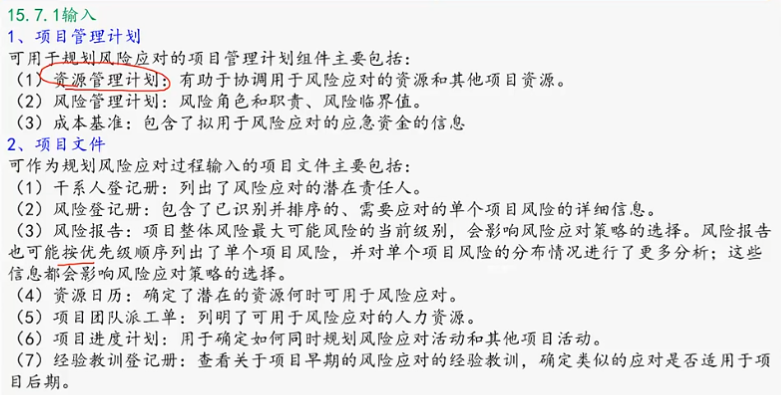 15.7.1输入
1、项目管理计划
可用于规划风险应对的项目管理计划组件主要包括：
（1）资源管理计划：有助于协调用于风险应对的资源和其他项目资源。
（2）风险管理计划：风险角色和职责、风险临界值。
（3）成本基准：包含了拟用于风险应对的应急资金的信息
2、项目文件
可作为规划风险应对过程输入的项目文件主要包括：
（1）干系人登记册：列出了风险应对的潜在责任人。
（2）风险登记册：包含了已识别并排序的、需要应对的单个项目风险的详细信息。
（3）风险报告：项目整体风险最大可能风险的当前级别，会影响风险应对策略的选择。风险报告
也可能按优先级顺序列出了单个项目风险，并对单个项目风险的分布情况进行了更多分析；这些
信息都会影响风险应对策略的选择。
（4）资源日历：确定了潜在的资源何时可用于风险应对。
（5）项目团队派工单：列明了可用于风险应对的人力资源。
（6）项目进度计划：用于确定如何同时规划风险应对活动和其他项目活动。
（7）经验教训登记册：查看关于项目早期的风险应对的经验教训，确定类似的应对是否适用于项
目后期。